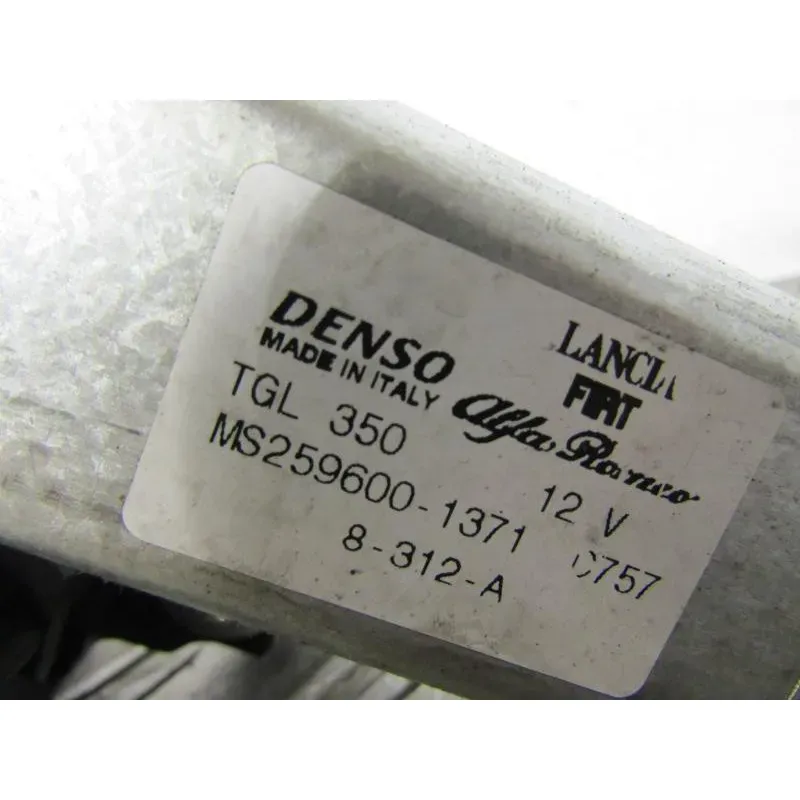 DENSO
MADE IN ITALY
LANCIA
FIAT
Alfa Romeo
TGL 350
12 V
MS259600-1371
C757
8-312-A